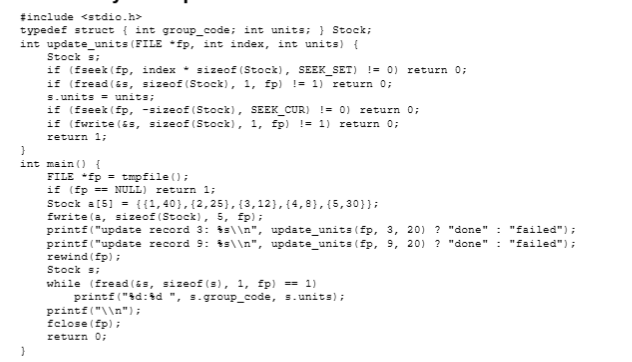 #include <stdio.h>
typedef struct { int group_code; int units; } Stock;
int update_units(FILE *fp, int index, int units) {
    Stock s;
    if (fseek(fp, index * sizeof(Stock), SEEK_SET) != 0) return 0;
    if (fread(&s, sizeof(Stock), 1, fp) != 1) return 0;
    s.units = units;
    if (fseek(fp, -sizeof(Stock), SEEK_CUR) != 0) return 0;
    if (fwrite(&s, sizeof(Stock), 1, fp) != 1) return 0;
    return 1;
}
int main() {
    FILE *fp = tmpfile();
    if (fp == NULL) return 1;
    Stock a[5] = {{1,40},{2,25},{3,12},{4,8},{5,30}};
    fwrite(a, sizeof(Stock), 5, fp);
    printf("update record 3: %s\\n", update_units(fp, 3, 20) ? "done" : "failed");
    printf("update record 9: %s\\n", update_units(fp, 9, 20) ? "done" : "failed");
    rewind(fp);
    Stock s;
    while (fread(&s, sizeof(s), 1, fp) == 1)
        printf("%d:%d ", s.group_code, s.units);
    printf("\\n");
    fclose(fp);
    return 0;
}